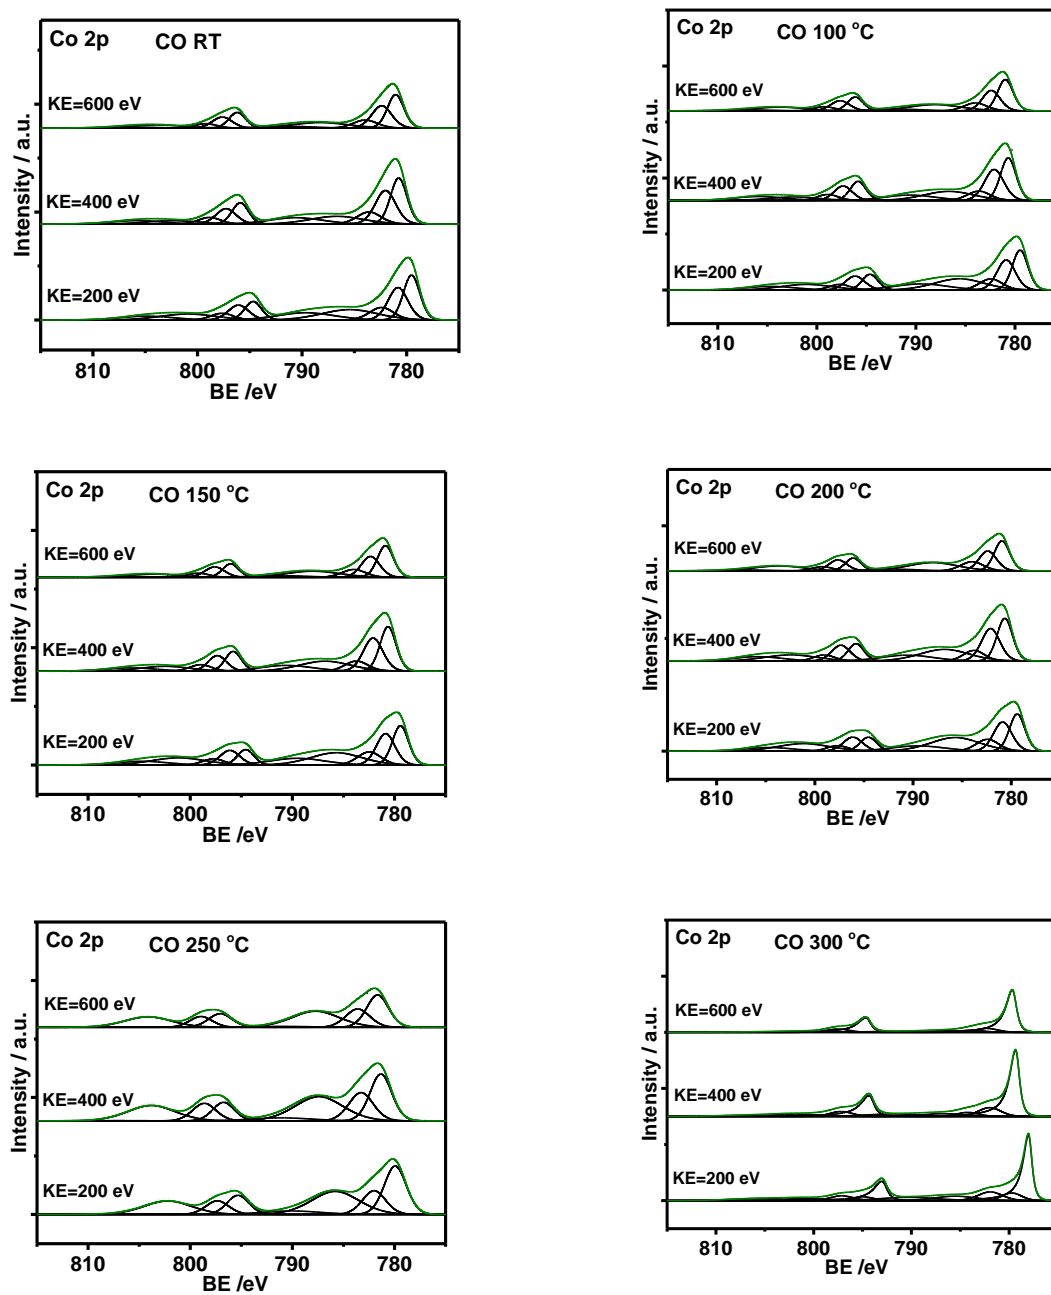 Co 2p CO RT
KE=600 eV
KE=400 eV
KE=200 eV
Intensity / a.u.
810 800 790 780
BE /eV
Co 2p CO 100 °C
KE=600 eV
KE=400 eV
KE=200 eV
Intensity / a.u.
810 800 790 780
BE /eV
Co 2p CO 150 °C
KE=600 eV
KE=400 eV
KE=200 eV
Intensity / a.u.
810 800 790 780
BE /eV
Co 2p CO 200 °C
KE=600 eV
KE=400 eV
KE=200 eV
Intensity / a.u.
810 800 790 780
BE /eV
Co 2p CO 250 °C
KE=600 eV
KE=400 eV
KE=200 eV
Intensity / a.u.
810 800 790 780
BE /eV
Co 2p CO 300 °C
KE=600 eV
KE=400 eV
KE=200 eV
Intensity / a.u.
810 800 790 780
BE /eV